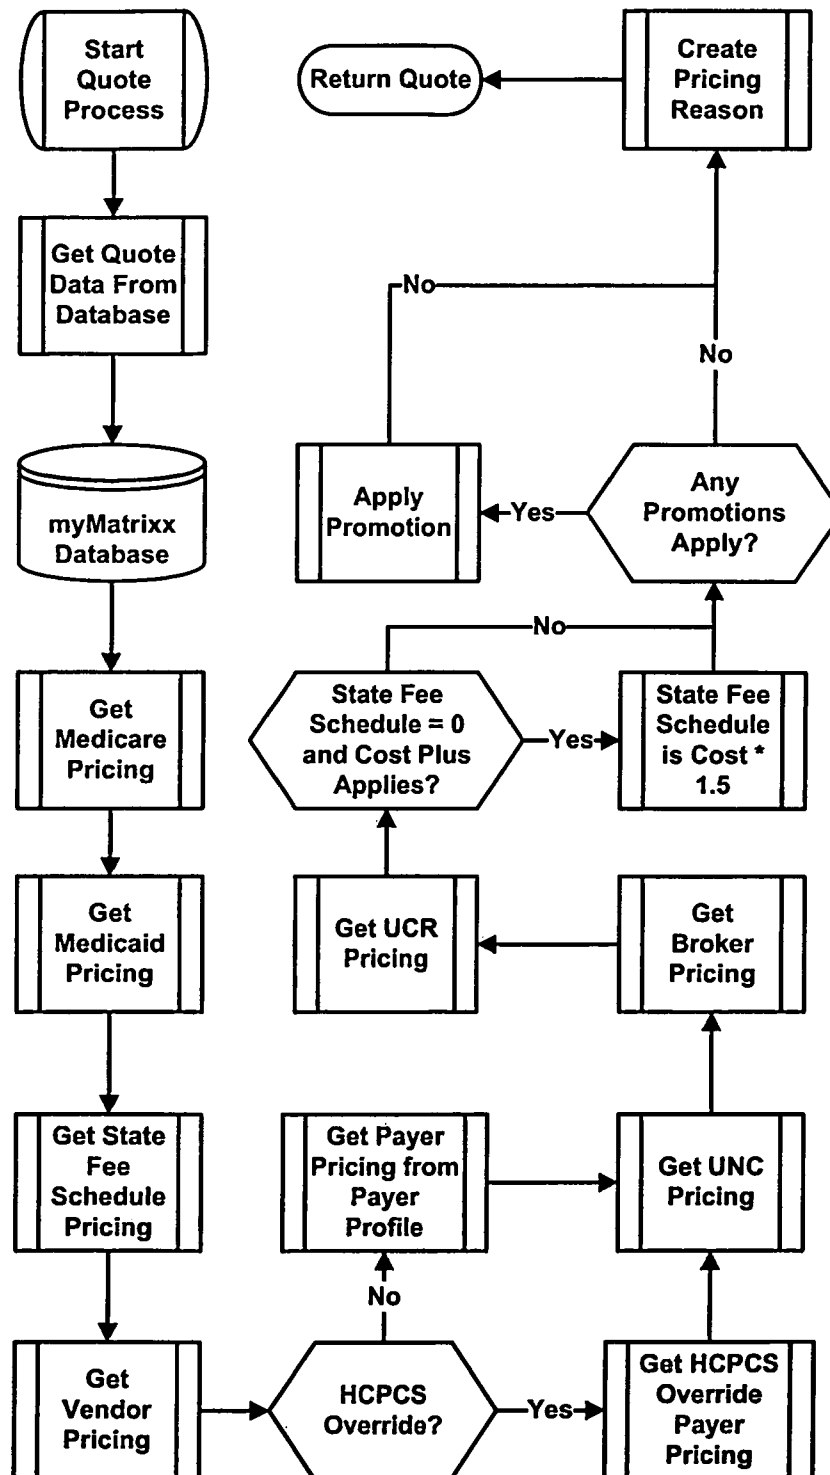 Start
Quote
Process
Return Quote
Create
Pricing
Reason
Get Quote
Data From
Database
No
No
myMatrixx
Database
Apply
Promotion
Yes
Any
Promotions
Apply?
No
Get
Medicare
Pricing
State Fee
Schedule = 0
and Cost Plus
Applies?
Yes
State Fee
Schedule
is Cost *
1.5
Get
Medicaid
Pricing
Get UCR
Pricing
Get
Broker
Pricing
Get State
Fee
Schedule
Pricing
Get Payer
Pricing from
Payer
Profile
Get UNC
Pricing
No
Get
Vendor
Pricing
HCPCS
Override?
Yes
Get HCPCS
Override
Payer
Pricing